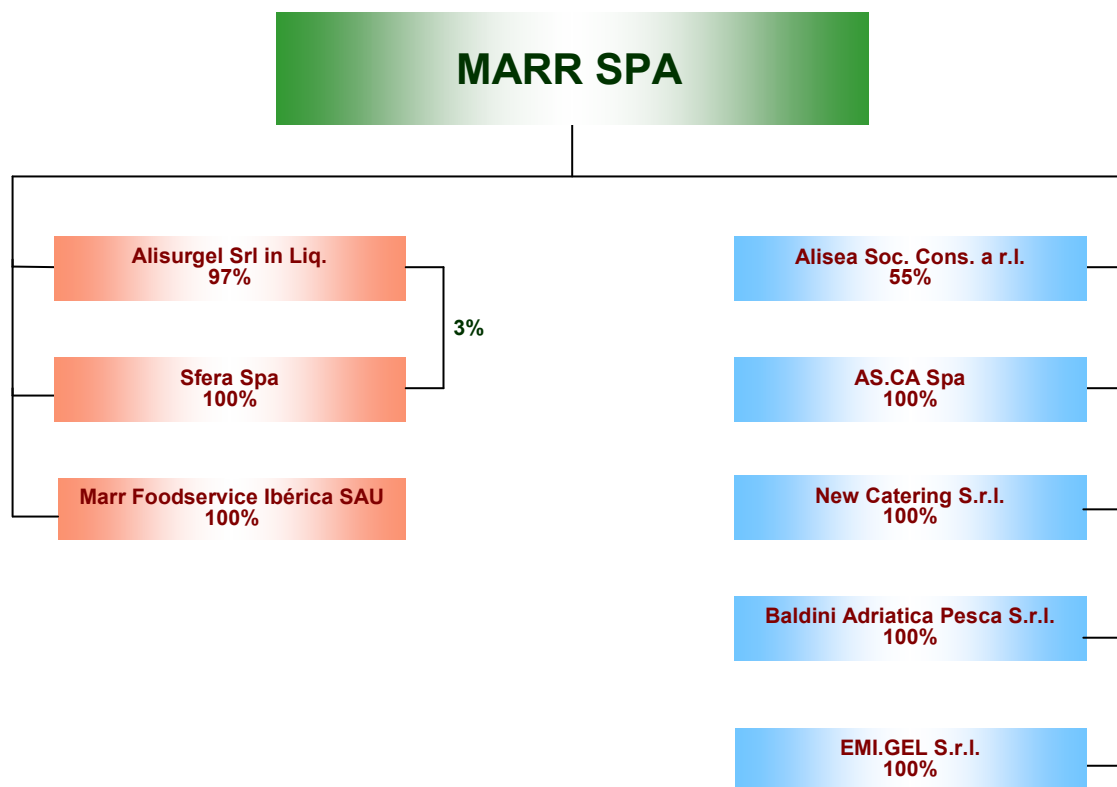 MARR SPA
Alisurgel Srl in Liq.
97%
3%
Sfera Spa
100%
Marr Foodservice Ibérica SAU
100%
Alisea Soc. Cons. a r.l.
55%
AS.CA Spa
100%
New Catering S.r.l.
100%
Baldini Adriatica Pesca S.r.l.
100%
EMI.GEL S.r.l.
100%